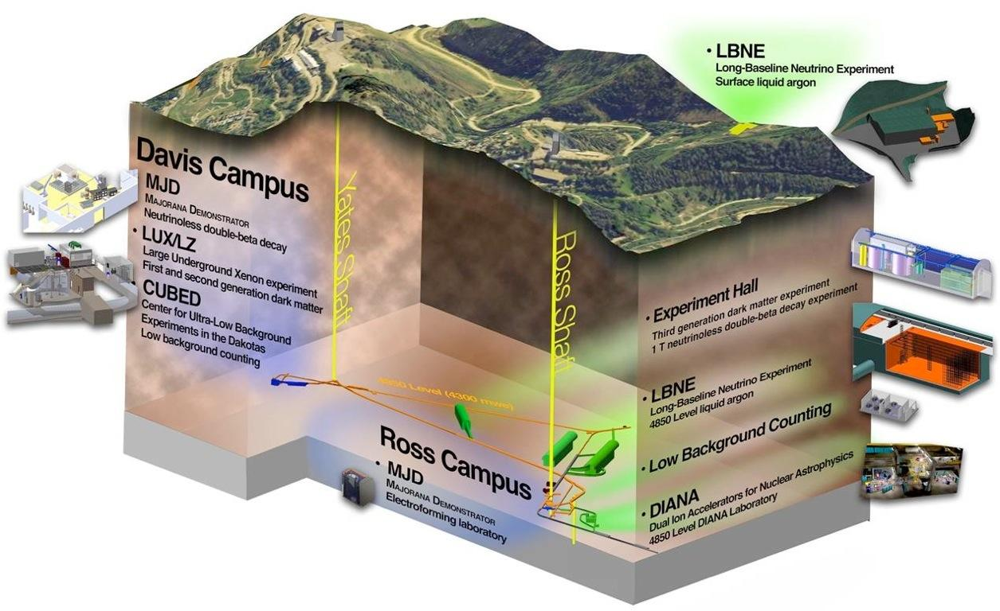 • LBNE
Long-Baseline Neutrino Experiment
Surface liquid argon
Davis Campus
MJD
Majorana Demonstrator
Neutrinoless double-beta decay
• LUX/LZ
Large Underground Xenon experiment
First and second generation dark matter
• CUBED
Center for Ultra-Low Background
Experiments in the Dakotas
Low background counting
Yates Shaft
Ross Shaft
4850 Level (4300 mwe)
Ross Campus
• MJD
Majorana Demonstrator
Electroforming laboratory
• Experiment Hall
Third generation dark matter experiment
1 T neutrinoless double-beta decay experiment
• LBNE
Long-Baseline Neutrino Experiment
4850 Level liquid argon
• Low Background Counting
• DIANA
Dual Ion Accelerators for Nuclear Astrophysics
4850 Level DIANA Laboratory